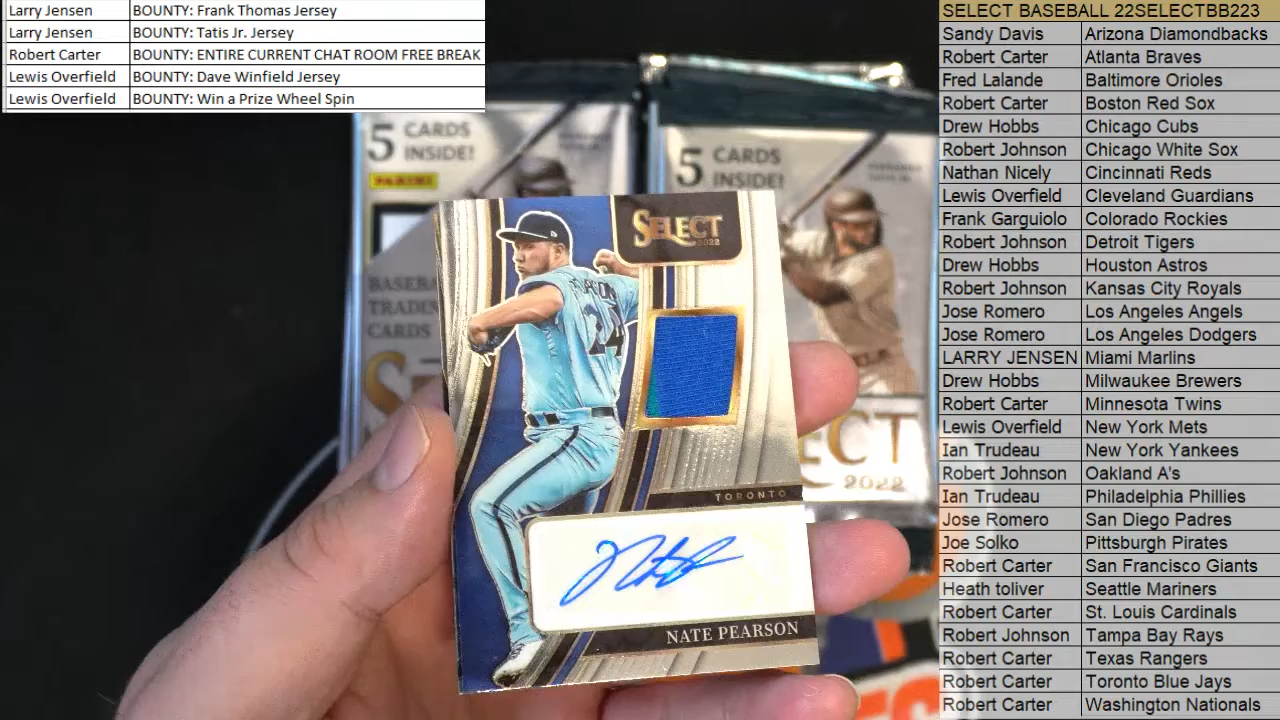 Larry Jensen BOUNTY: Frank Thomas Jersey
Larry Jensen BOUNTY: Tatis Jr. Jersey
Robert Carter BOUNTY: ENTIRE CURRENT CHAT ROOM FREE BREAK
Lewis Overfield BOUNTY: Dave Winfield Jersey
Lewis Overfield BOUNTY: Win a Prize Wheel Spin
SELECT BASEBALL 22SELECTBB223
Sandy Davis Arizona Diamondbacks
Robert Carter Atlanta Braves
Fred Lalande Baltimore Orioles
Robert Carter Boston Red Sox
Drew Hobbs Chicago Cubs
Robert Johnson Chicago White Sox
Nathan Nicely Cincinnati Reds
Lewis Overfield Cleveland Guardians
Frank Garguiolo Colorado Rockies
Robert Johnson Detroit Tigers
Drew Hobbs Houston Astros
Robert Johnson Kansas City Royals
Jose Romero Los Angeles Angels
Jose Romero Los Angeles Dodgers
LARRY JENSEN Miami Marlins
Drew Hobbs Milwaukee Brewers
Robert Carter Minnesota Twins
Lewis Overfield New York Mets
Ian Trudeau New York Yankees
Robert Johnson Oakland A's
Ian Trudeau Philadelphia Phillies
Jose Romero San Diego Padres
Joe Solko Pittsburgh Pirates
Robert Carter San Francisco Giants
Heath toliver Seattle Mariners
Robert Carter St. Louis Cardinals
Robert Johnson Tampa Bay Rays
Robert Carter Texas Rangers
Robert Carter Toronto Blue Jays
Robert Carter Washington Nationals
5 CARDS
INSIDE!
PANINI
CARDS
5 CARDS
INSIDE!
2022
SELECT
2022
24
TORONTO
NATE PEARSON